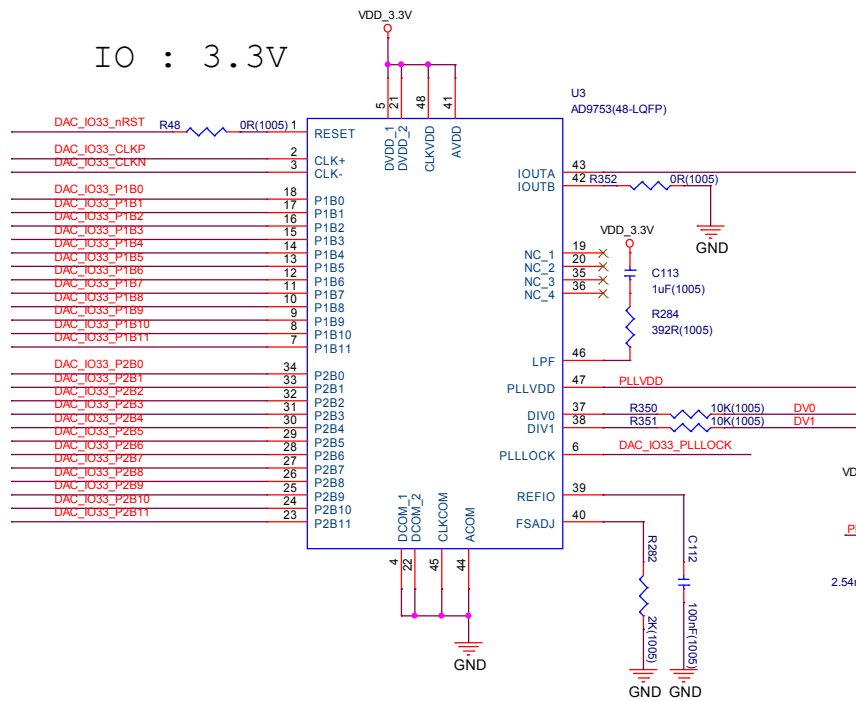 VDD_3.3V
IO : 3.3V
U3
AD9753(48-LQFP)
5
21
48
41
DVDD_1
DVDD_2
CLKVDD
AVDD
DAC_IO33_nRST
R48
0R(1005)
1
RESET
DAC_IO33_CLKP
2
CLK+
DAC_IO33_CLKN
3
CLK-
DAC_IO33_P1B0
18
P1B0
DAC_IO33_P1B1
17
P1B1
DAC_IO33_P1B2
16
P1B2
DAC_IO33_P1B3
15
P1B3
DAC_IO33_P1B4
14
P1B4
DAC_IO33_P1B5
13
P1B5
DAC_IO33_P1B6
12
P1B6
DAC_IO33_P1B7
11
P1B7
DAC_IO33_P1B8
10
P1B8
DAC_IO33_P1B9
9
P1B9
DAC_IO33_P1B10
8
P1B10
DAC_IO33_P1B11
7
P1B11
DAC_IO33_P2B0
34
P2B0
DAC_IO33_P2B1
33
P2B1
DAC_IO33_P2B2
32
P2B2
DAC_IO33_P2B3
31
P2B3
DAC_IO33_P2B4
30
P2B4
DAC_IO33_P2B5
29
P2B5
DAC_IO33_P2B6
28
P2B6
DAC_IO33_P2B7
27
P2B7
DAC_IO33_P2B8
26
P2B8
DAC_IO33_P2B9
25
P2B9
DAC_IO33_P2B10
24
P2B10
DAC_IO33_P2B11
23
P2B11
IOUTA
43
IOUTB
42
R352
0R(1005)
GND
VDD_3.3V
NC_1
19
NC_2
20
NC_3
35
NC_4
36
C113
1uF(1005)
R284
392R(1005)
LPF
46
PLLVDD
47
PLLVDD
DIV0
37
R350
10K(1005)
DV0
DIV1
38
R351
10K(1005)
DV1
PLLLOCK
6
DAC_IO33_PLLLOCK
REFIO
39
FSADJ
40
R282
2K(1005)
C112
100nF(1005)
GND
GND
DCOM_1
DCOM_2
CLKCOM
ACOM
4
22
45
44
GND
VD
P
2.54